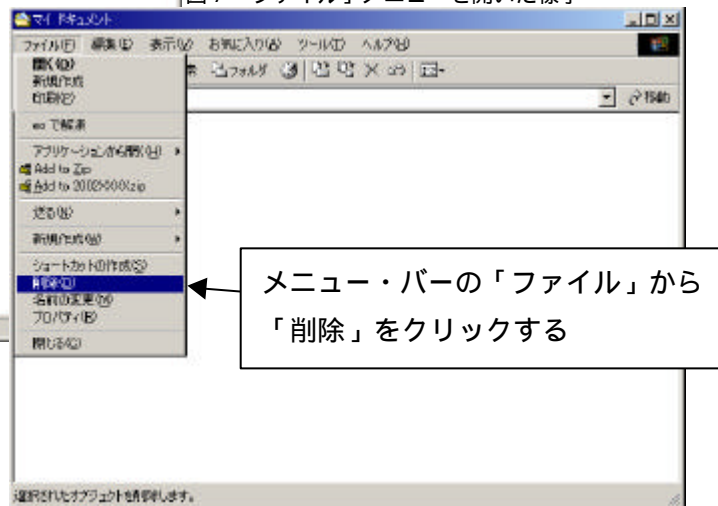 マイ ドキュメント
ファイル(F) 編集(E) 表示(V) お気に入り(A) ツール(T) ヘルプ(H)
開く(O)
新規作成
印刷(P)
フォルダ
移動
eo で解凍
アプリケーションから開く(H)
Add to Zip
送る(N)
新規作成(W)
ショートカットの作成(S)
削除(D)
名前の変更(M)
プロパティ(R)
閉じる(C)
メニュー・バーの「ファイル」から
「削除」をクリックする
選択されたオブジェクトを削除します。